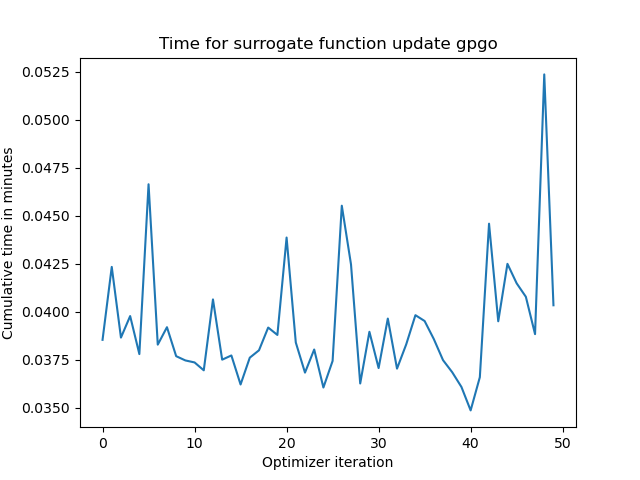 Time for surrogate function update gpgo
0.0525
0.0500
0.0475
0.0450
0.0425
0.0400
0.0375
0.0350
Cumulative time in minutes
0 10 20 30 40 50
Optimizer iteration